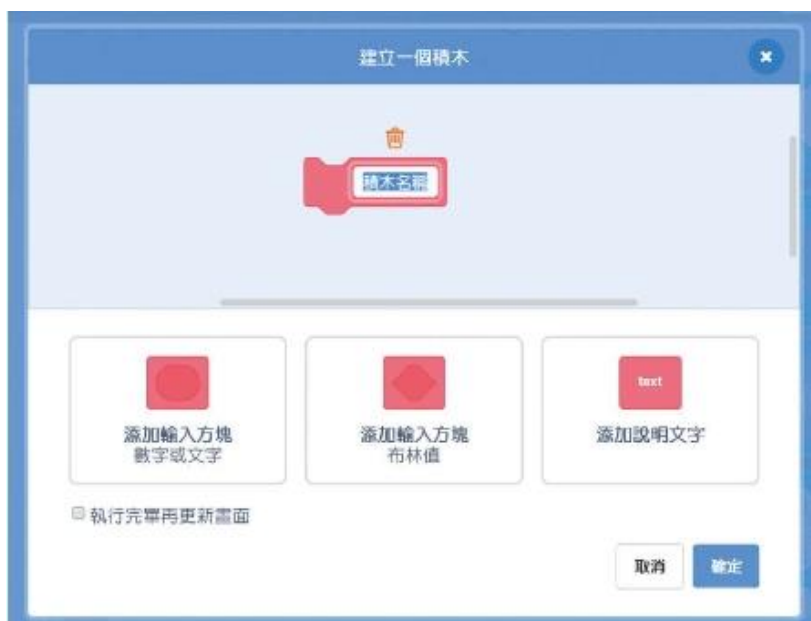 建立一個積木
積木名稱
text
添加輸入方塊
數字或文字
添加輸入方塊
布林值
添加說明文字
執行完畢再更新畫面
取消
確定